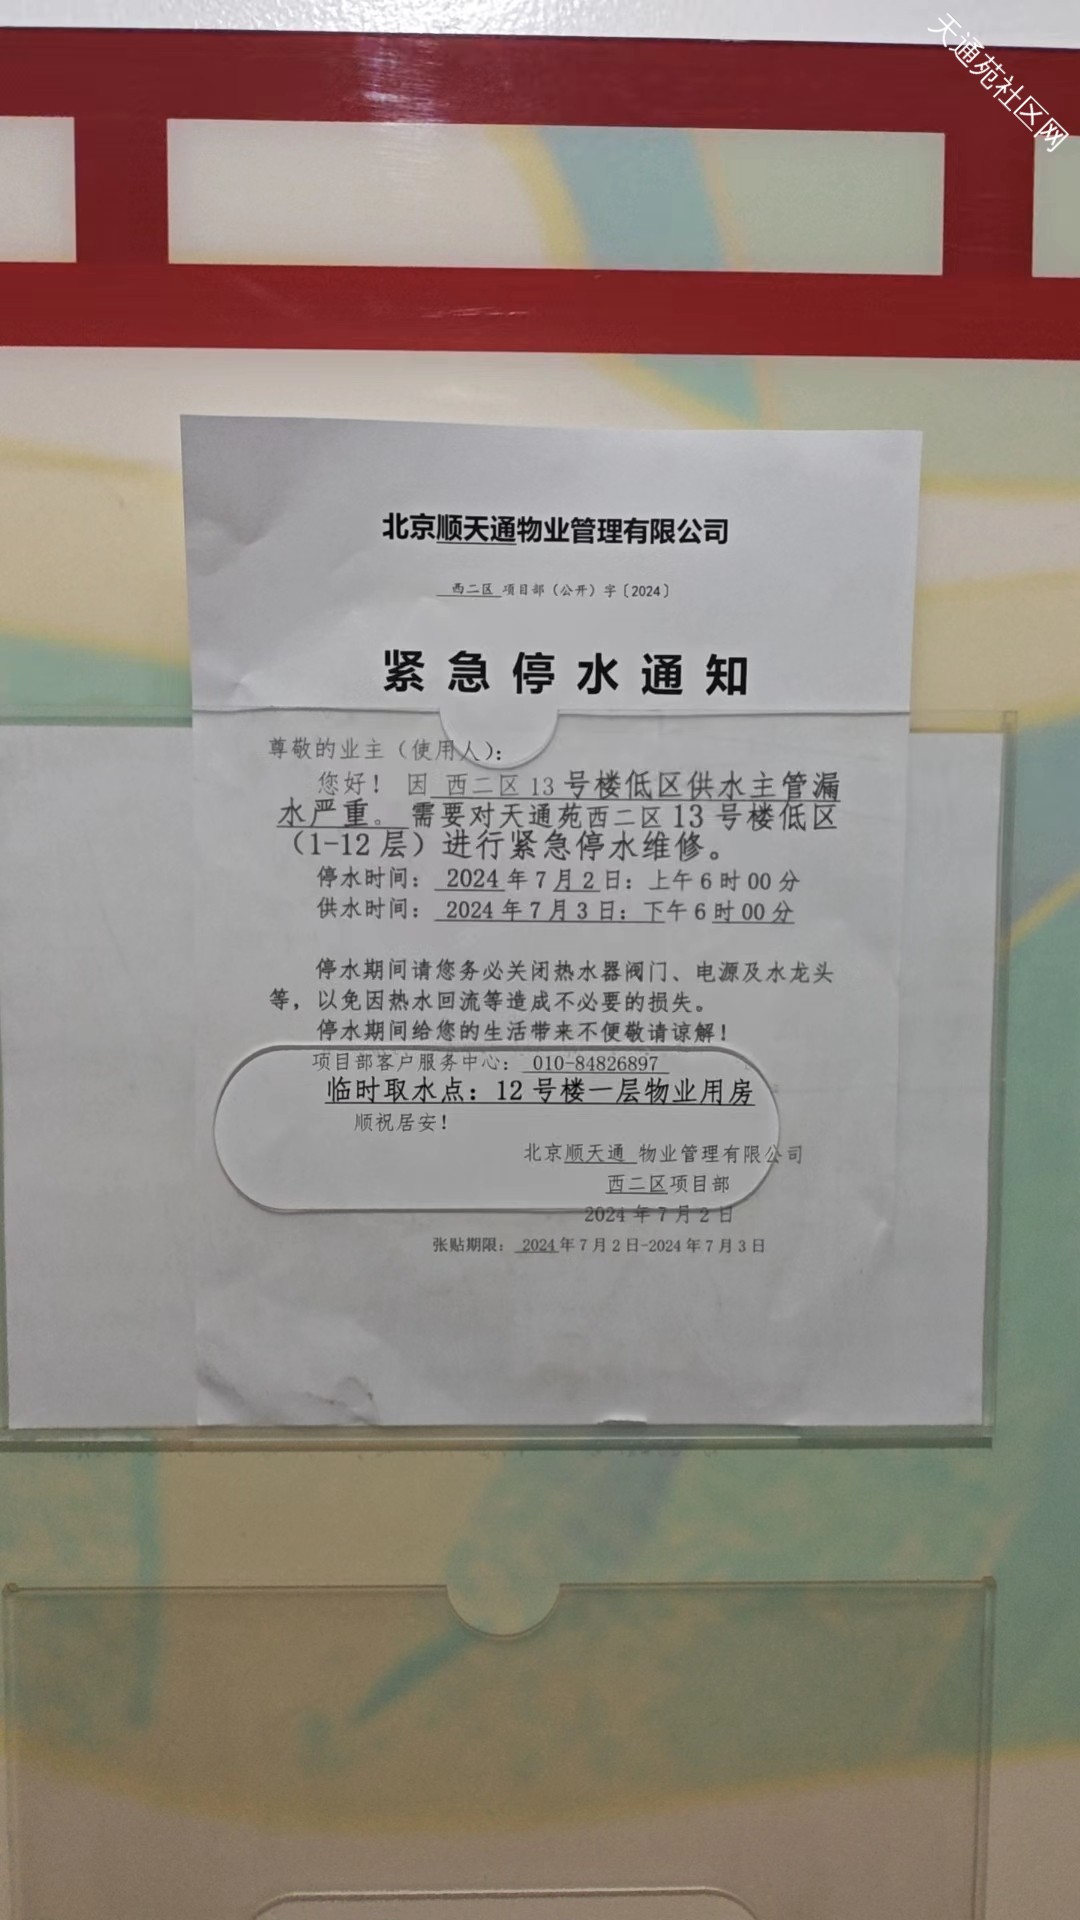 天通苑社区网
北京顺天通物业管理有限公司
西二区 项目部（公开）字〔2024〕
紧急停水通知
尊敬的业主（使用人）：
您好！ 因 西二区 13 号楼低区供水主管漏
水严重。 需要对天通苑西二区 13 号楼低区
（1-12 层）进行紧急停水维修。
停水时间： 2024 年 7 月 2 日：上午 6 时 00 分
供水时间： 2024 年 7 月 3 日：下午 6 时 00 分
停水期间请您务必关闭热水器阀门、电源及水龙头
等，以免因热水回流等造成不必要的损失。
停水期间给您的生活带来不便敬请谅解！
项目部客户服务中心： 010-84826897
临时取水点：12 号楼一层物业用房
顺祝居安！
北京顺天通 物业管理有限公司
西二区项目部
2024 年 7 月 2 日
张贴期限： 2024 年 7 月 2 日-2024 年 7 月 3 日